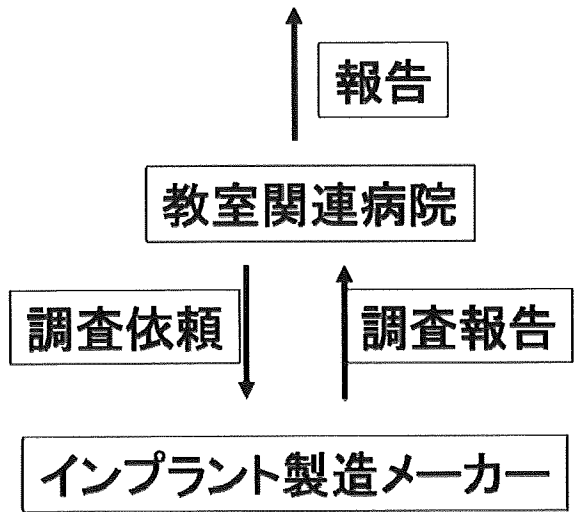 報告
教室関連病院
調査依頼
調査報告
インプラント製造メーカー